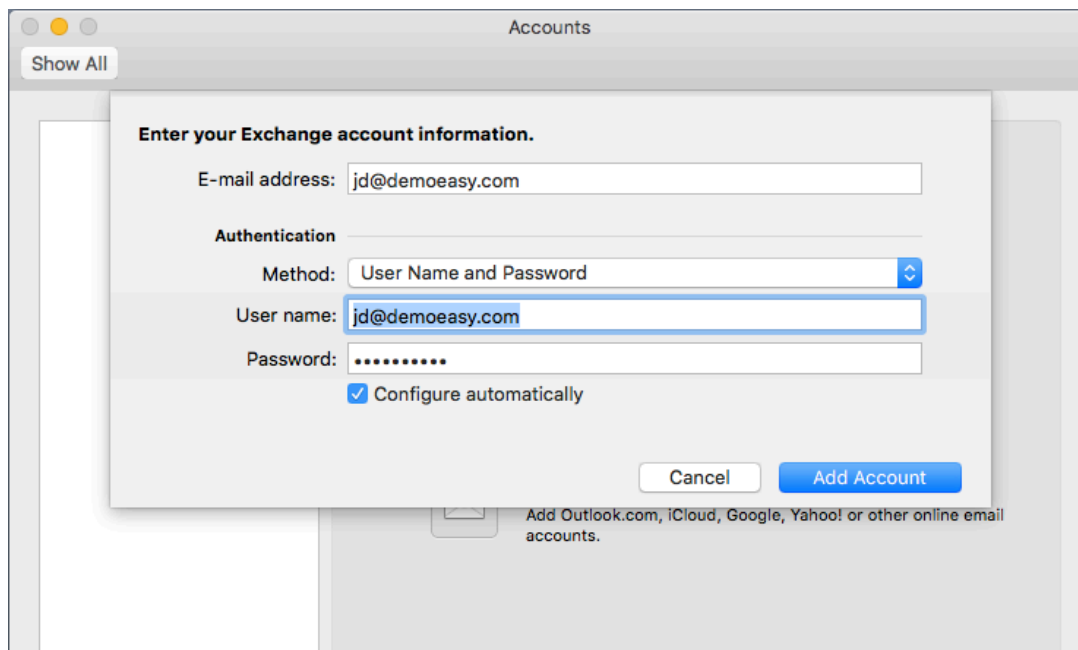 Accounts
Show All
Enter your Exchange account information.
E-mail address: jd@demoeasy.com
Authentication
Method: User Name and Password
User name: jd@demoeasy.com
Password: ••••••••••
Configure automatically
Cancel Add Account
Add Outlook.com, iCloud, Google, Yahoo! or other online email
accounts.